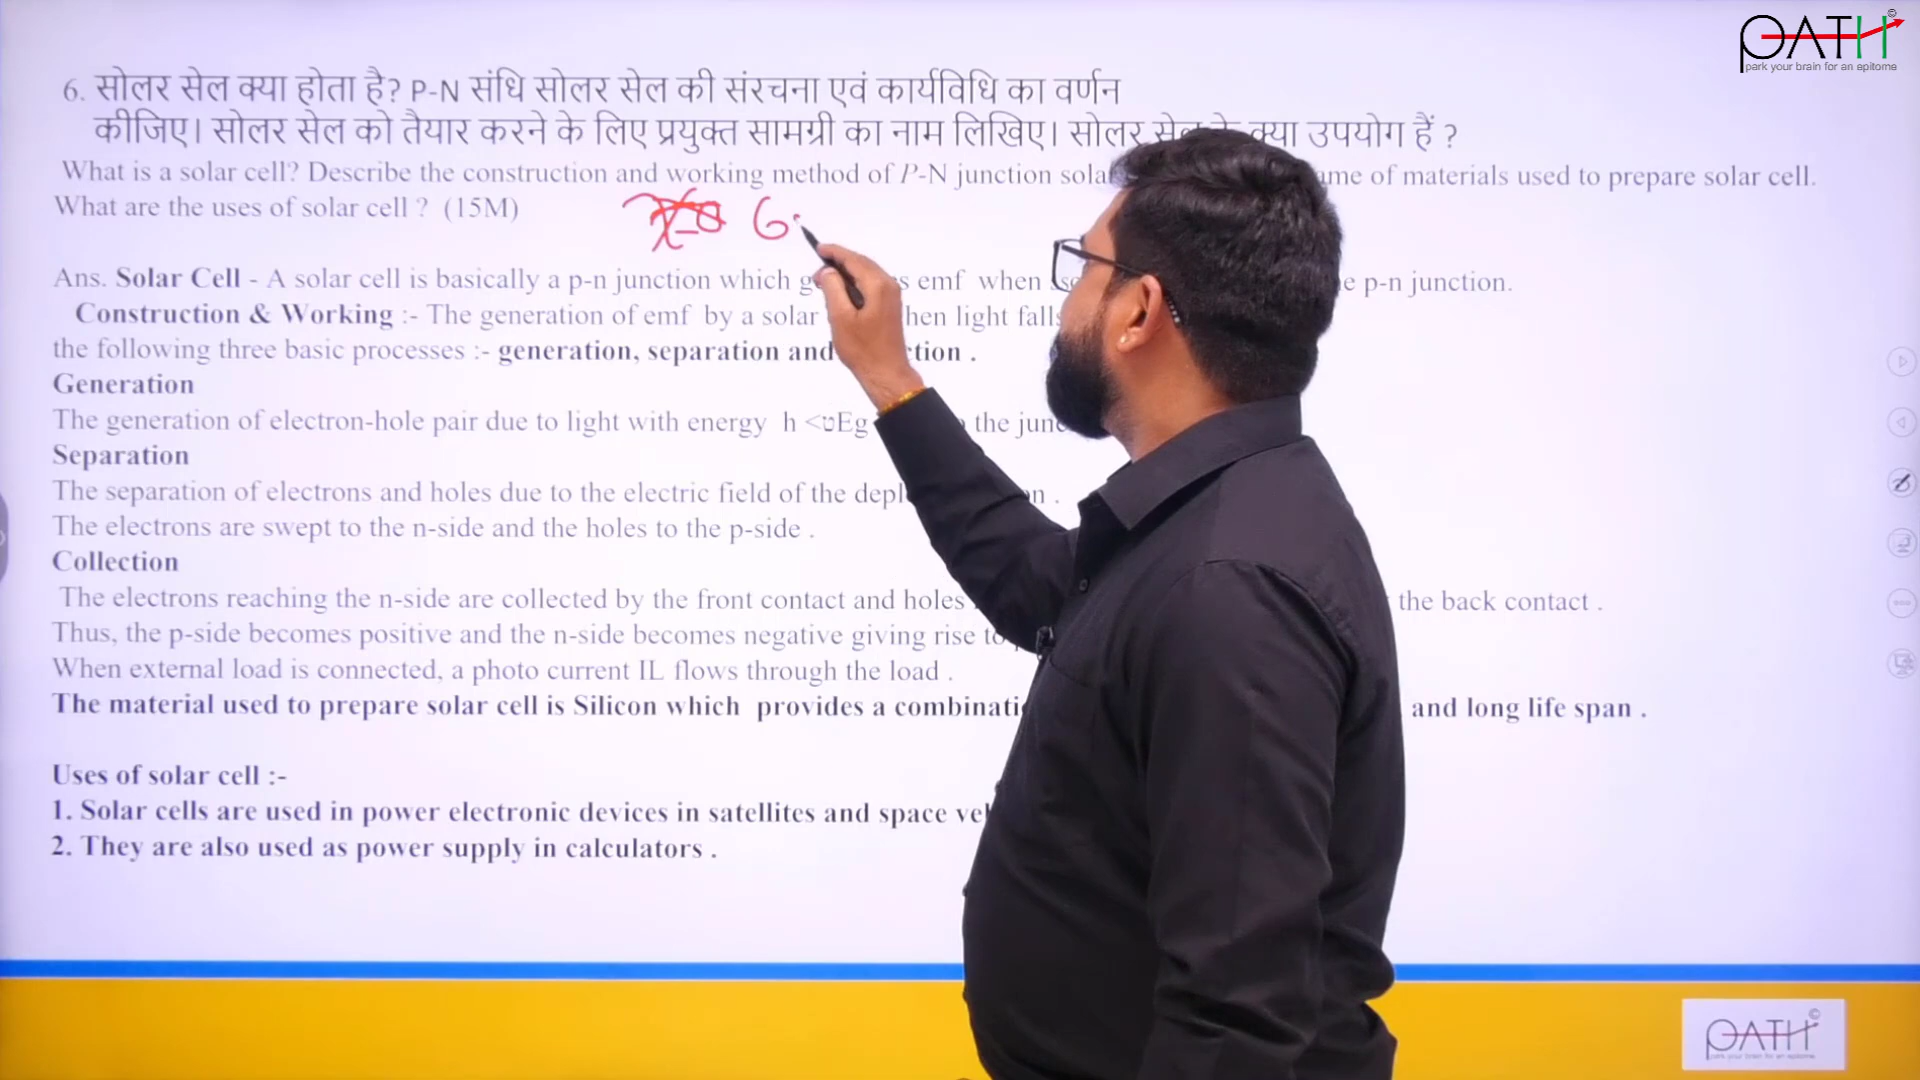 PATH©
park your brain for an epitome
6. सोलर सेल क्या होता है? P-N संधि सोलर सेल की संरचना एवं कार्यविधि का वर्णन
कीजिए। सोलर सेल को तैयार करने के लिए प्रयुक्त सामग्री का नाम लिखिए। सोलर क्या उपयोग हैं ?
What is a solar cell? Describe the construction and working method of P-N junction of materials used to prepare solar cell.
What are the uses of solar cell ? (15M)
6
Ans. Solar Cell - A solar cell is basically a p-n junction which emf when p-n junction.
Construction & Working :- The generation of emf by a solar light falls
the following three basic processes :- generation, separation and
Generation
The generation of electron-hole pair due to light with energy h <υEg the
Separation
The separation of electrons and holes due to the electric field of the
The electrons are swept to the n-side and the holes to the p-side .
Collection
The electrons reaching the n-side are collected by the front contact and holes the back contact .
Thus, the p-side becomes positive and the n-side becomes negative giving rise
When external load is connected, a photo current IL flows through the load .
The material used to prepare solar cell is Silicon which provides a and long life span .
Uses of solar cell :-
1. Solar cells are used in power electronic devices in satellites and space
2. They are also used as power supply in calculators .
PATH©
park your brain for an epitome